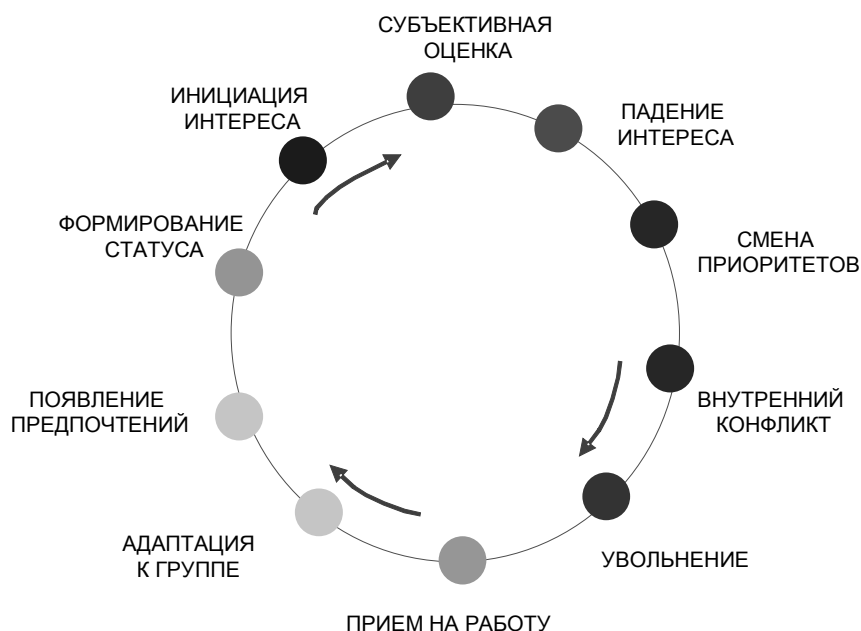 СУБЪЕКТИВНАЯ
ОЦЕНКА
ИНИЦИАЦИЯ
ИНТЕРЕСА
ПАДЕНИЕ
ИНТЕРЕСА
ФОРМИРОВАНИЕ
СТАТУСА
СМЕНА
ПРИОРИТЕТОВ
ПОЯВЛЕНИЕ
ПРЕДПОЧТЕНИЙ
ВНУТРЕННИЙ
КОНФЛИКТ
АДАПТАЦИЯ
К ГРУППЕ
УВОЛЬНЕНИЕ
ПРИЕМ НА РАБОТУ